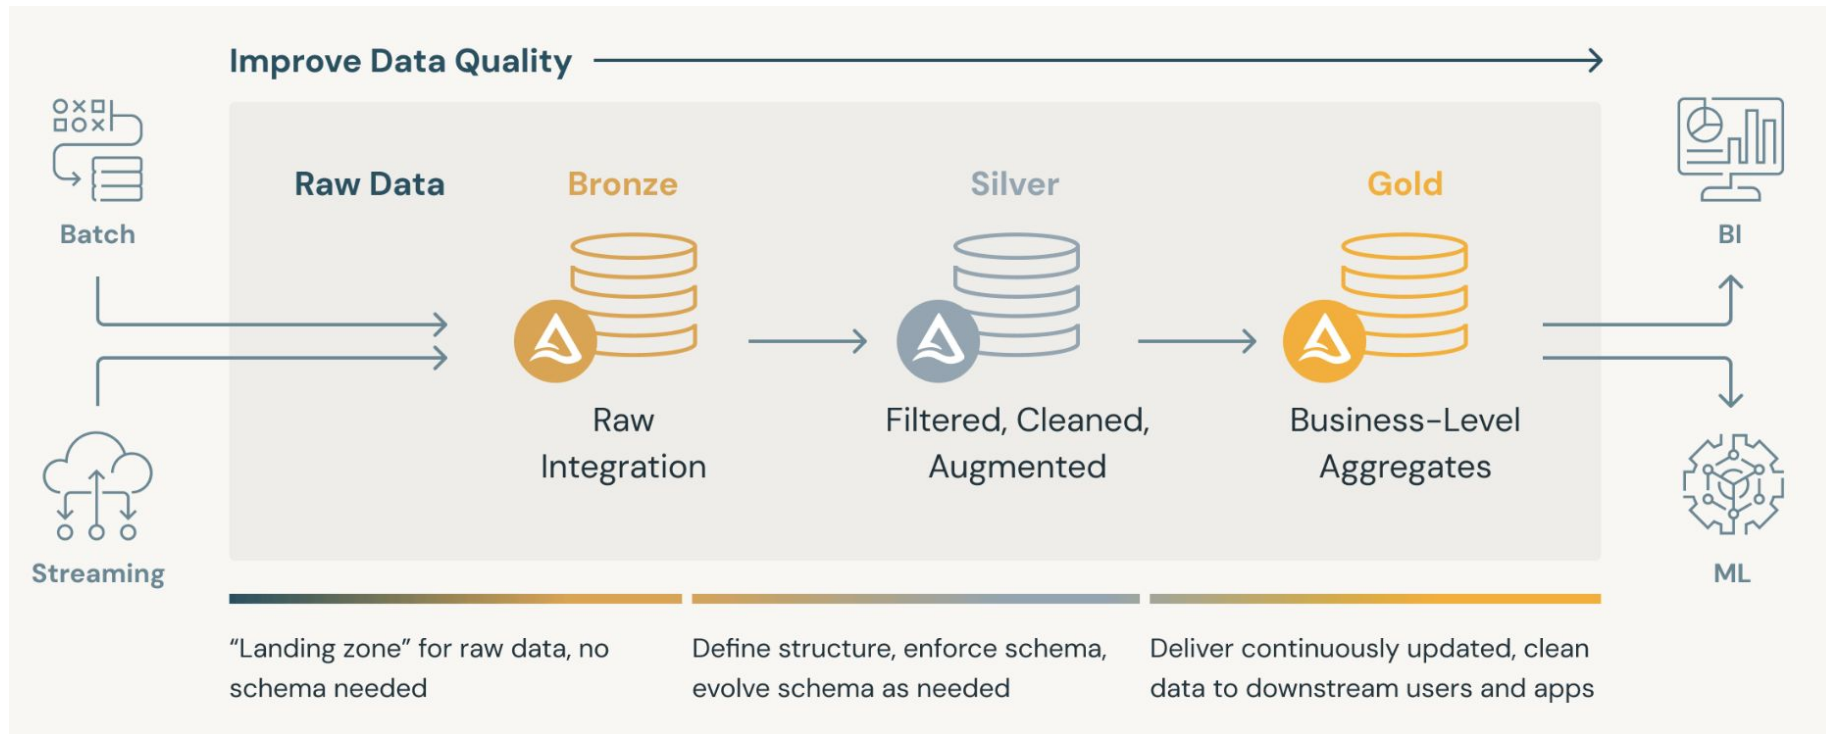 Improve Data Quality
Batch
Streaming
Raw Data
Bronze
Raw
Integration
Silver
Filtered, Cleaned,
Augmented
Gold
Business-Level
Aggregates
BI
ML
“Landing zone” for raw data, no
schema needed
Define structure, enforce schema,
evolve schema as needed
Deliver continuously updated, clean
data to downstream users and apps